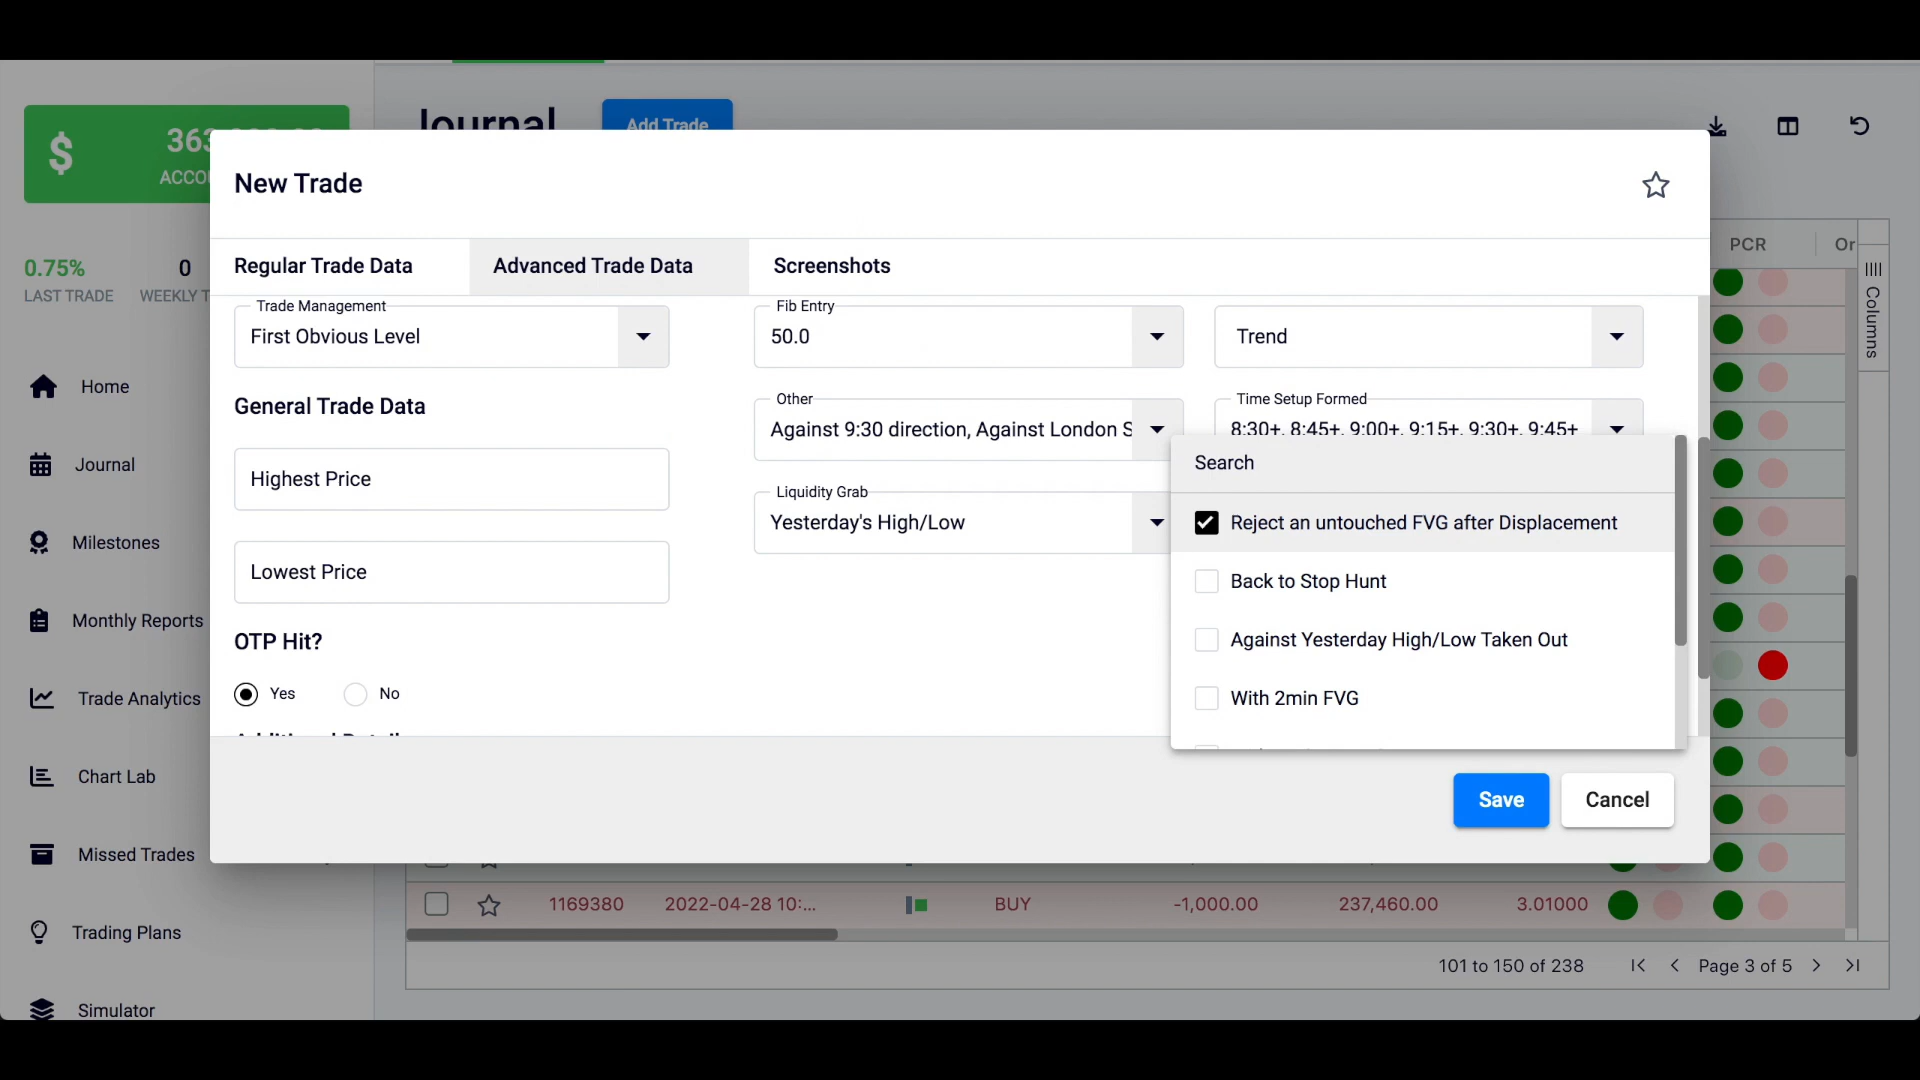 Journal
Add Trade
$
ACCOU
New Trade
PCR
Or
Columns
Regular Trade Data
Advanced Trade Data
Screenshots
0.75%
0
LAST TRADE
WEEKLY T
Trade Management
First Obvious Level
Fib Entry
50.0
Trend
Home
Journal
Milestones
Monthly Reports
Trade Analytics
Chart Lab
Missed Trades
Trading Plans
Simulator
General Trade Data
Other
Against 9:30 direction, Against London S
Time Setup Formed
8:30+, 8:45+, 9:00+, 9:15+, 9:30+, 9:45+
Highest Price
Liquidity Grab
Yesterday's High/Low
Search
Reject an untouched FVG after Displacement
Back to Stop Hunt
Against Yesterday High/Low Taken Out
With 2min FVG
Lowest Price
OTP Hit?
Yes
No
Save
Cancel
1169380
2022-04-28 10:...
BUY
-1,000.00
237,460.00
3.01000
101 to 150 of 238
Page 3 of 5